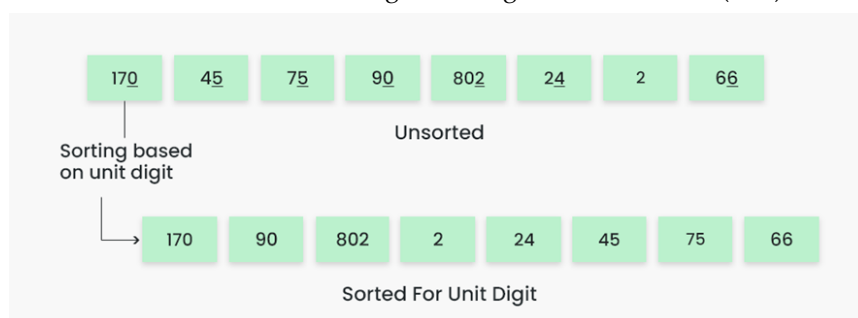 170 45 75 90 802 24 2 66
Unsorted
Sorting based
on unit digit
170 90 802 2 24 45 75 66
Sorted For Unit Digit